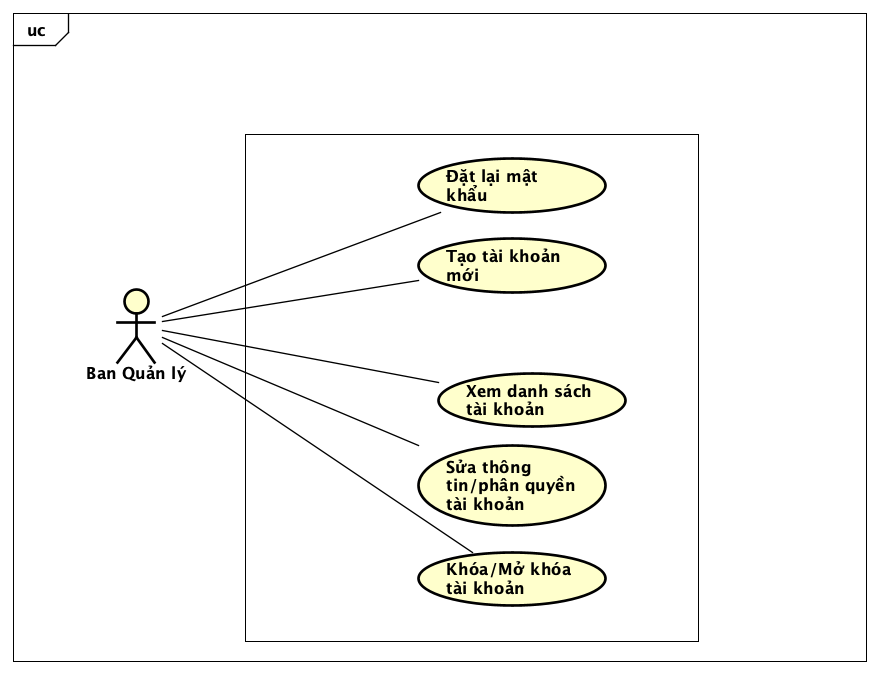 uc
Đặt lại mật
khẩu
Tạo tài khoản
mới
Ban Quản lý
Xem danh sách
tài khoản
Sửa thông
tin/phân quyền
tài khoản
Khóa/Mở khóa
tài khoản